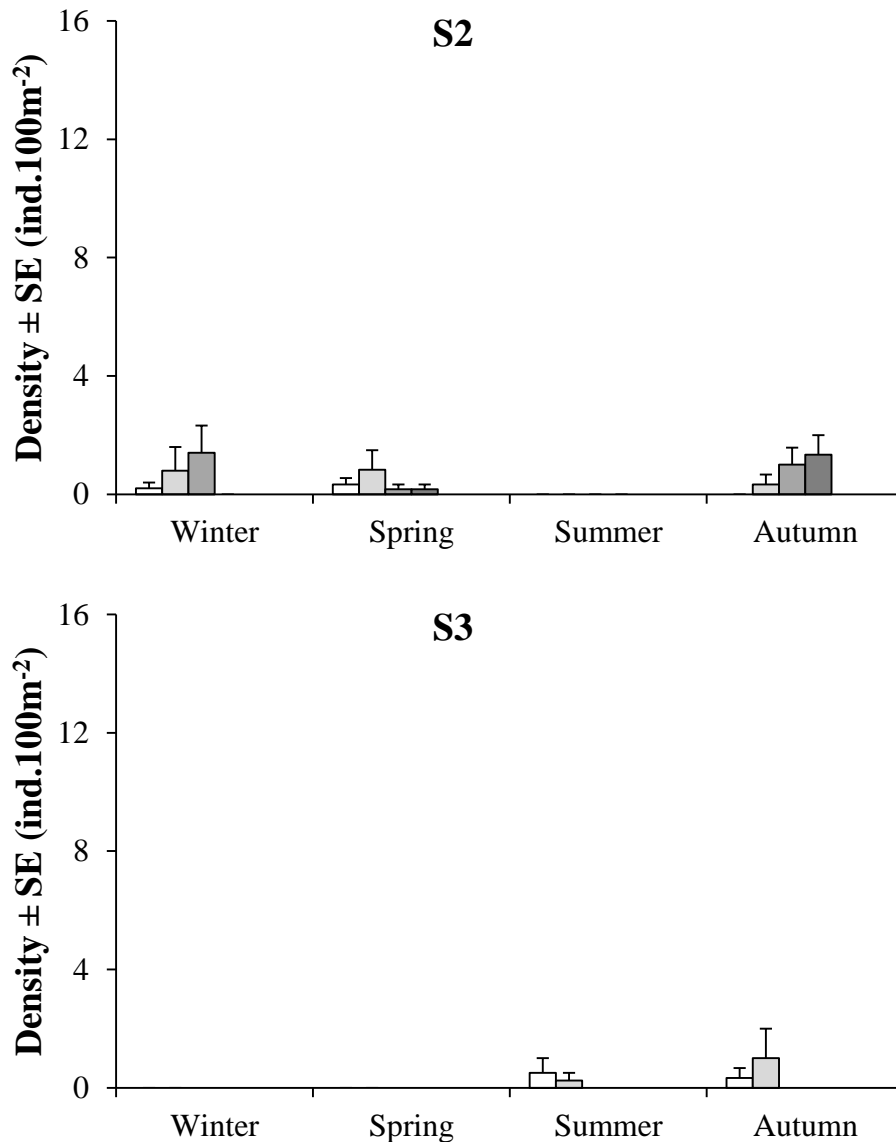 S2
Density ± SE (ind.100m-2)
16
12
8
4
0
Winter Spring Summer Autumn
S3
Density ± SE (ind.100m-2)
16
12
8
4
0
Winter Spring Summer Autumn